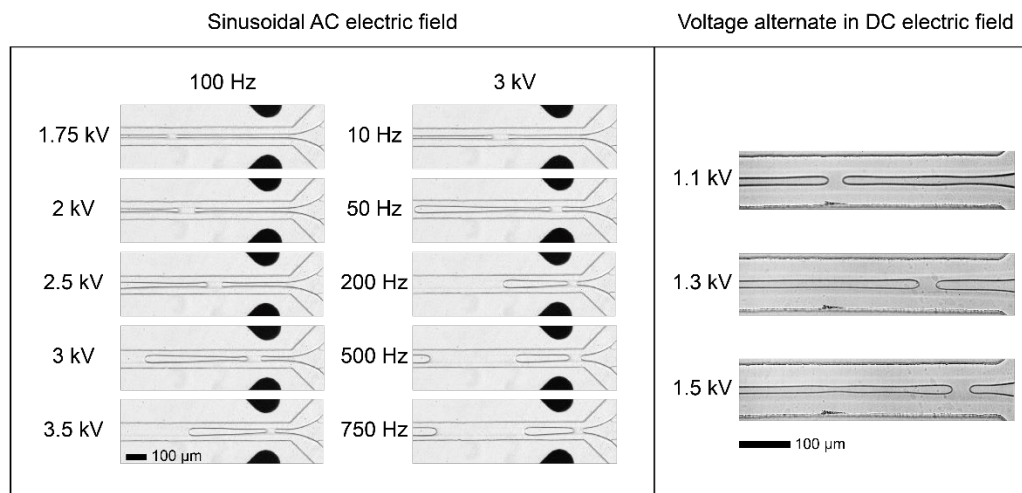 Sinusoidal AC electric field
Voltage alternate in DC electric field
100 Hz
3 kV
1.75 kV
2 kV
2.5 kV
3 kV
3.5 kV
100 µm
10 Hz
50 Hz
200 Hz
500 Hz
750 Hz
1.1 kV
1.3 kV
1.5 kV
100 µm